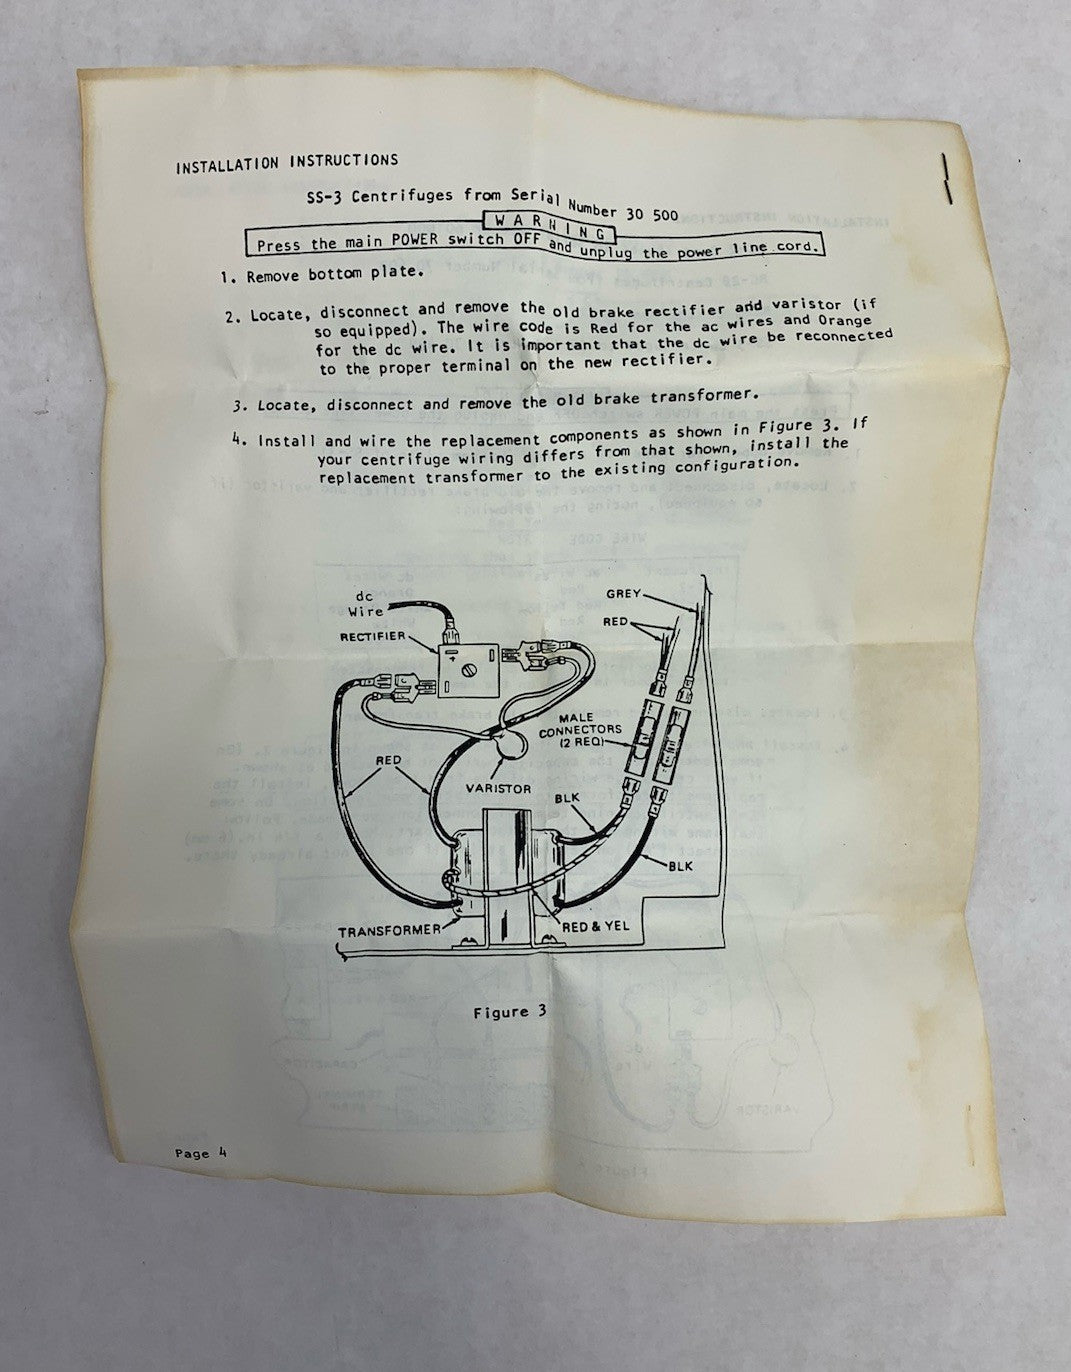 INSTALLATION INSTRUCTIONS
SS-3 Centrifuges from Serial Number 30 500
WARNING
Press the main POWER switch OFF and unplug the power line cord.
1. Remove bottom plate.
2. Locate, disconnect and remove the old brake rectifier and varistor (if
so equipped). The wire code is Red for the ac wires and Orange
for the dc wire. It is important that the dc wire be reconnected
to the proper terminal on the new rectifier.
3. Locate, disconnect and remove the old brake transformer.
4. Install and wire the replacement components as shown in Figure 3. If
your centrifuge wiring differs from that shown, install the
replacement transformer to the existing configuration.
dc
Wire
RECTIFIER
+
GREY
RED
MALE
CONNECTORS
(2 REQ)
RED
VARISTOR
BLK
BLK
TRANSFORMER
RED & YEL
Figure 3
Page 4